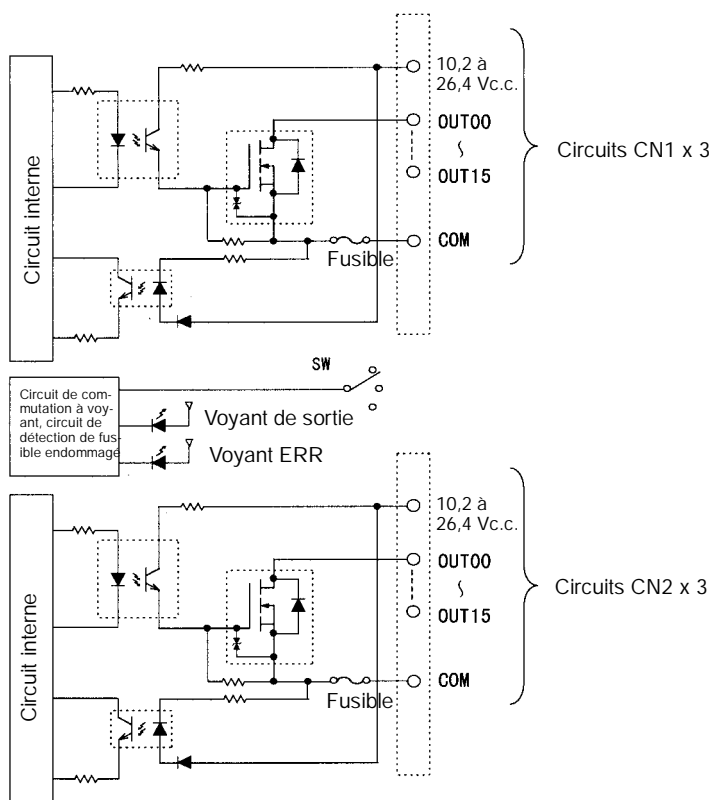 Circuit interne
10,2 à
26,4 Vc.c.
OUT00
∼
OUT15
COM
Fusible
Circuits CN1 x 3
SW
Circuit de com-
mutation à voy-
ant, circuit de
détection de fus-
ible endommagé
Voyant de sortie
Voyant ERR
Circuit interne
10,2 à
26,4 Vc.c.
OUT00
∼
OUT15
COM
Fusible
Circuits CN2 x 3